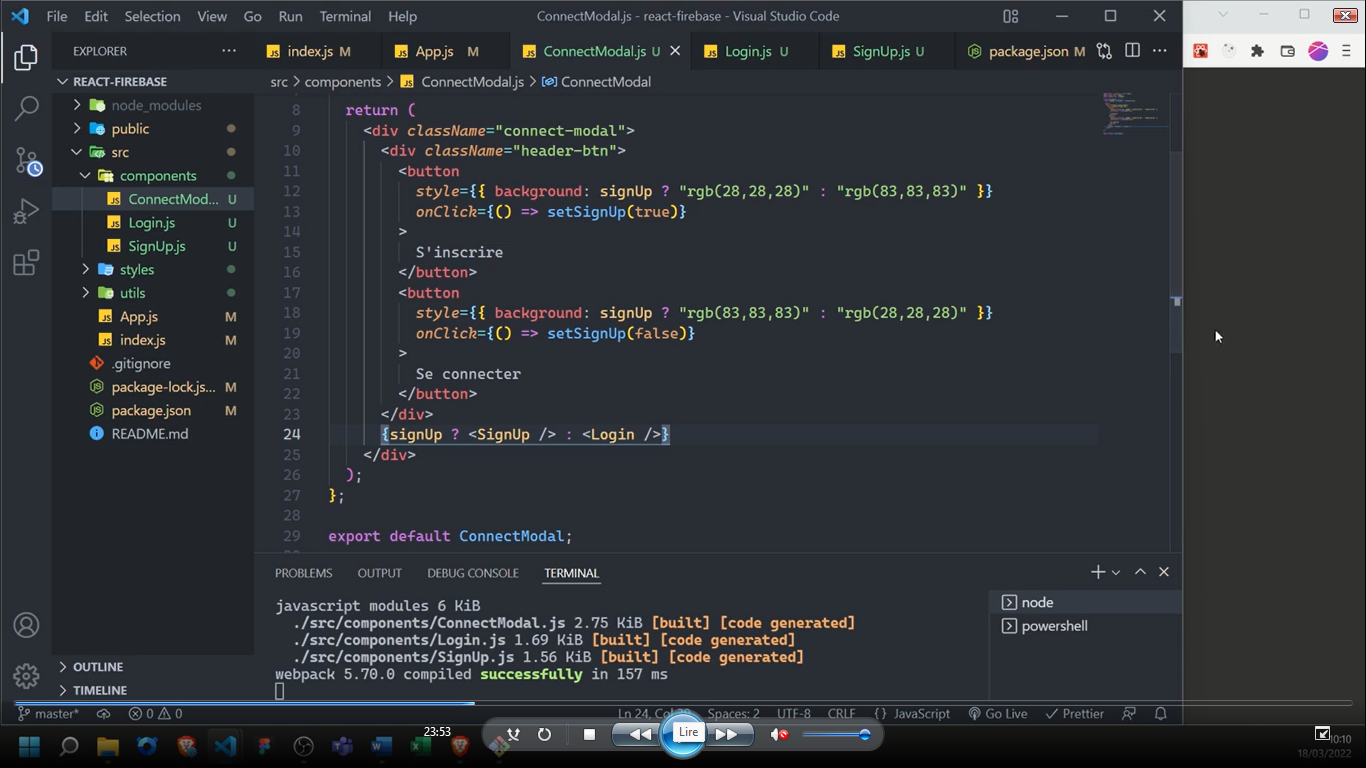 File Edit Selection View Go Run Terminal Help ConnectModal.js - react-firebase - Visual Studio Code
EXPLORER
index.js M App.js M ConnectModal.js U Login.js U SignUp.js U package.json M
REACT-FIREBASE
src > components > ConnectModal.js > ConnectModal
node_modules
public
src
components
ConnectMod... U
Login.js U
SignUp.js U
styles
utils
App.js M
index.js M
.gitignore
package-lock.js... M
package.json M
README.md
OUTLINE
TIMELINE
8 return (
9 <div className="connect-modal">
10 <div className="header-btn">
11 <button
12 style={{ background: signUp ? "rgb(28,28,28)" : "rgb(83,83,83)" }}
13 onClick={() => setSignUp(true)}
14 >
15 S'inscrire
16 </button>
17 <button
18 style={{ background: signUp ? "rgb(83,83,83)" : "rgb(28,28,28)" }}
19 onClick={() => setSignUp(false)}
20 >
21 Se connecter
22 </button>
23 </div>
24 {signUp ? <SignUp /> : <Login />}
25 </div>
26 );
27 };
28
29 export default ConnectModal;
PROBLEMS OUTPUT DEBUG CONSOLE TERMINAL
javascript modules 6 KiB
./src/components/ConnectModal.js 2.75 KiB [built] [code generated]
./src/components/Login.js 1.69 KiB [built] [code generated]
./src/components/SignUp.js 1.56 KiB [built] [code generated]
webpack 5.70.0 compiled successfully in 157 ms
node
powershell
master* 0 0 Ln 24, Col Spaces: 2 UTF-8 CRLF {} JavaScript Go Live Prettier
23:53
Lire
10:10
18/03/2022